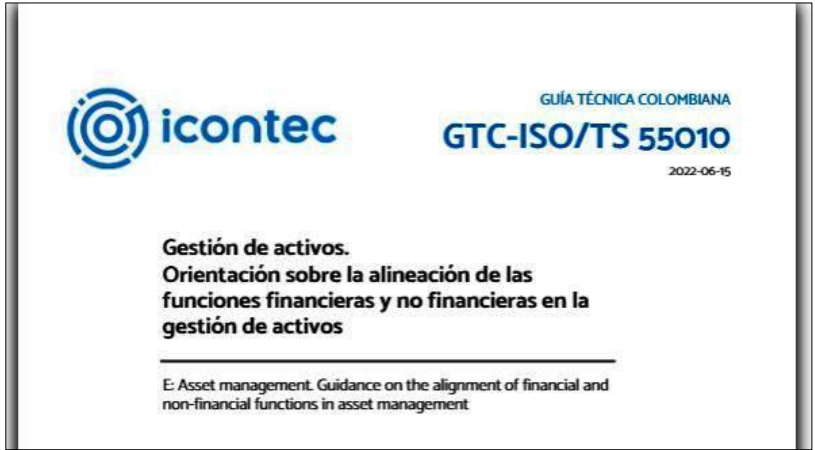 icontec
GUÍA TÉCNICA COLOMBIANA
GTC-ISO/TS 55010
2022-06-15
Gestión de activos.
Orientación sobre la alineación de las
funciones financieras y no financieras en la
gestión de activos
E: Asset management. Guidance on the alignment of financial and
non-financial functions in asset management